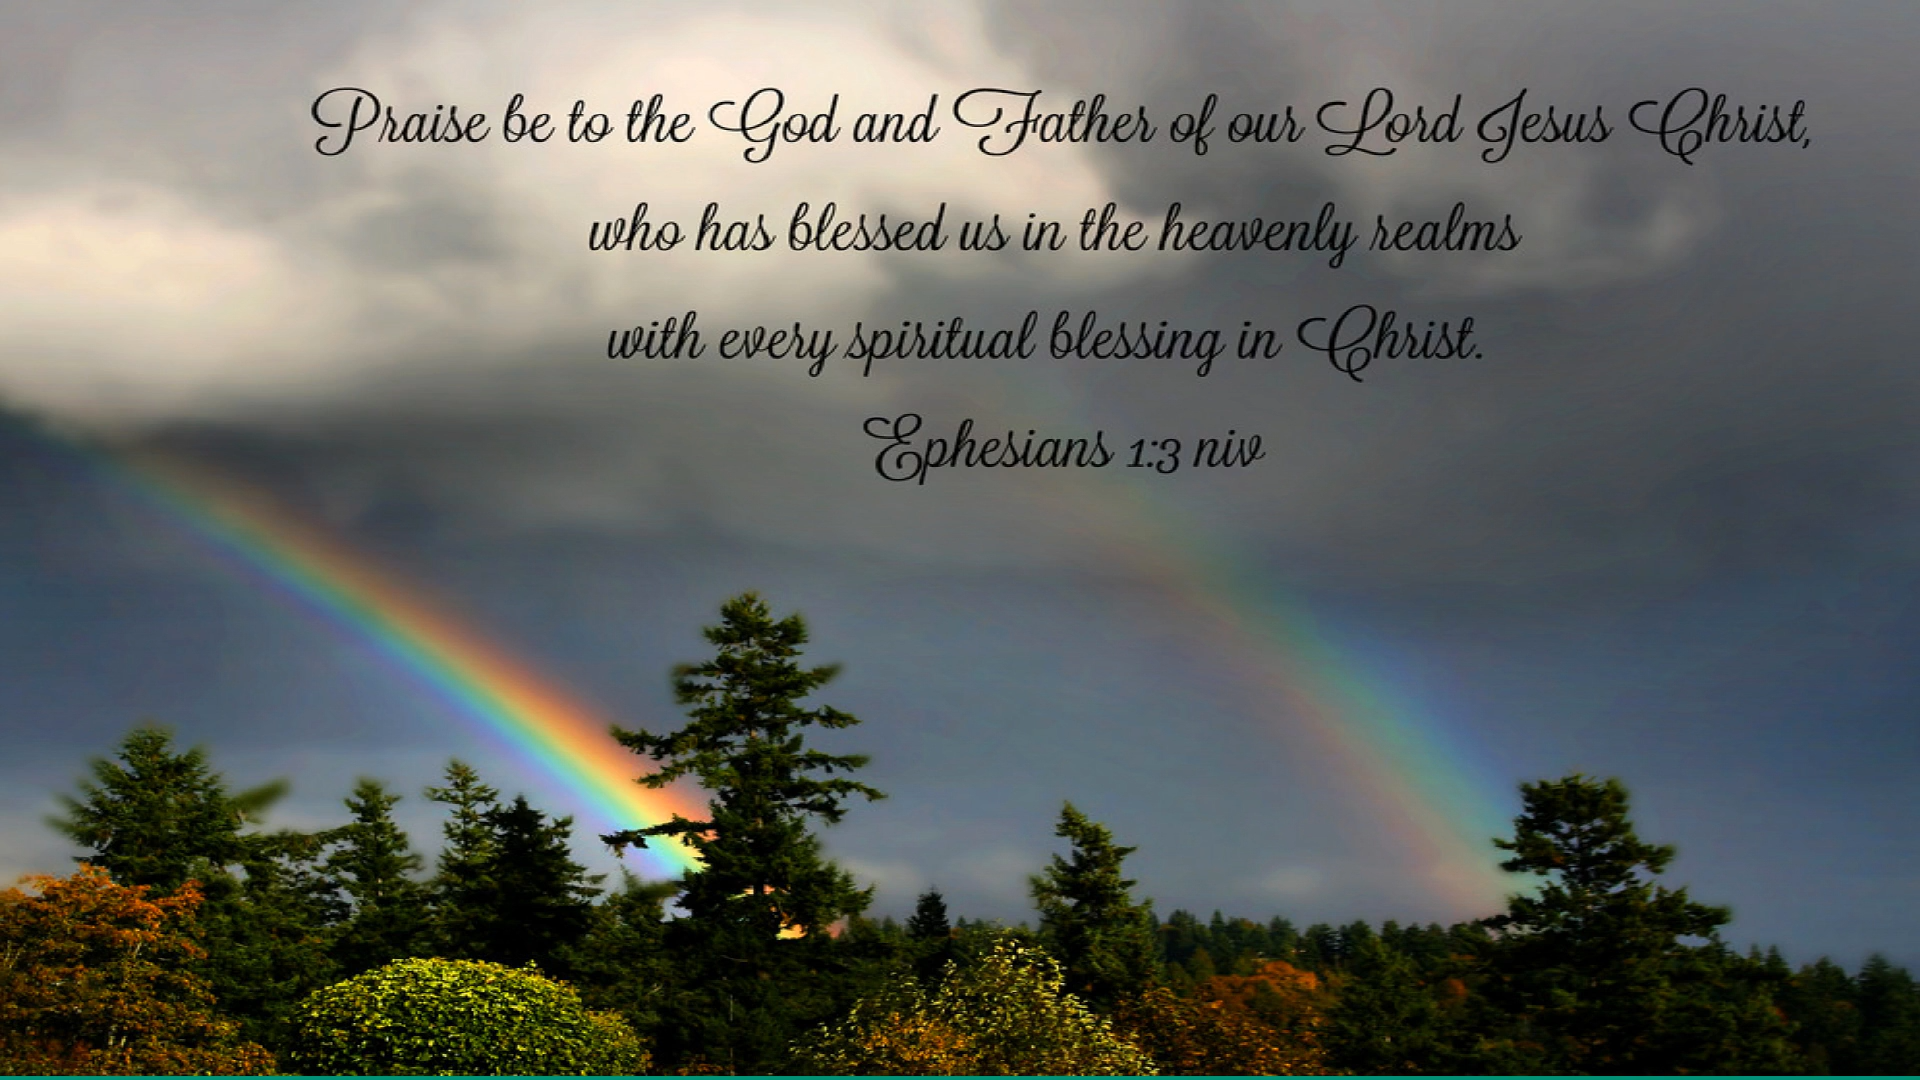 Praise be to the God and Father of our Lord Jesus Christ,
who has blessed us in the heavenly realms
with every spiritual blessing in Christ.
Ephesians 1:3 niv